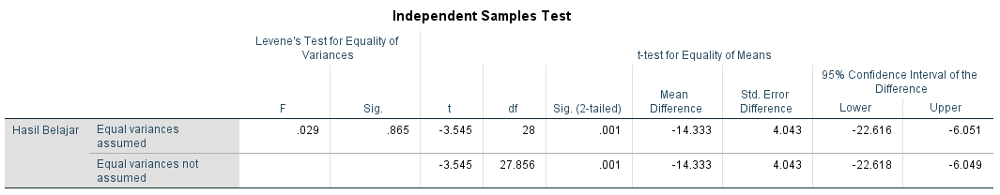 Independent Samples Test
Levene's Test for Equality of
Variances
t-test for Equality of Means
95% Confidence Interval of the
Difference
F Sig. t df Sig. (2-tailed) Mean
Difference Std. Error
Difference Lower Upper
Hasil Belajar Equal variances
assumed .029 .865 -3.545 28 .001 -14.333 4.043 -22.616 -6.051
Equal variances not
assumed -3.545 27.856 .001 -14.333 4.043 -22.618 -6.049